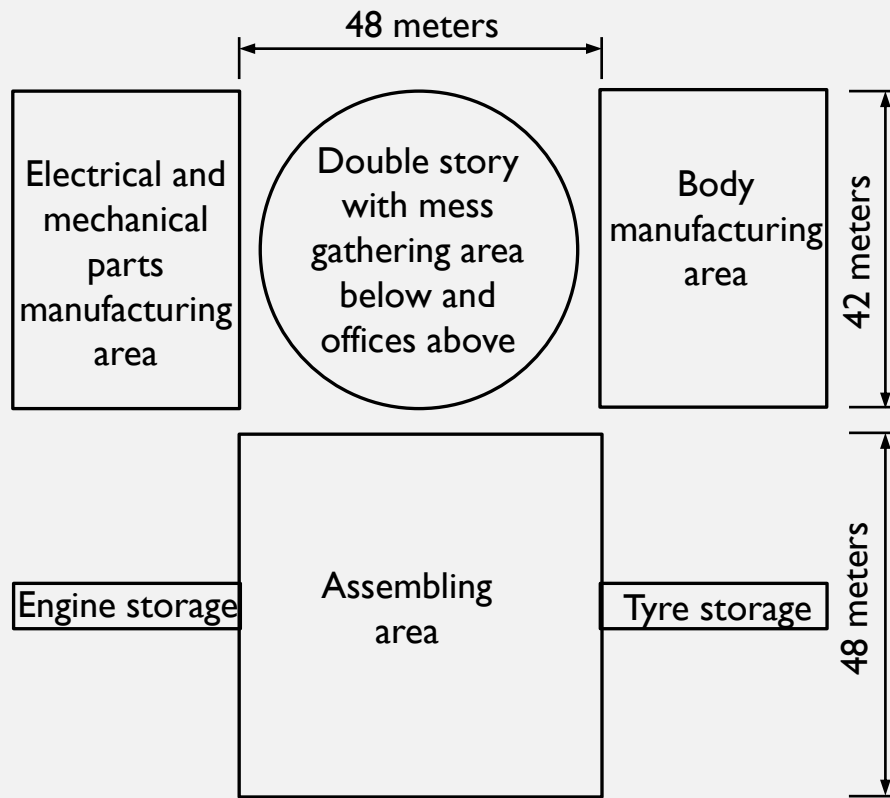 48 meters
Electrical and
mechanical
parts
manufacturing
area
Double story
with mess
gathering area
below and
offices above
Body
manufacturing
area
42 meters
Engine storage
Assembling
area
Tyre storage
48 meters